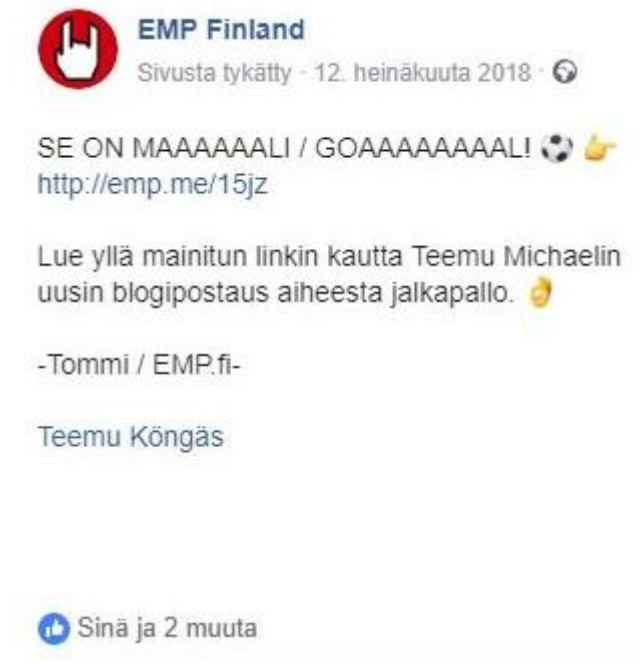 EMP Finland
Sivusta tykätty · 12. heinäkuuta 2018 ·
SE ON MAAAAAALI / GOAAAAAAAAL! ⚽ 👉
http://emp.me/15jz
Lue yllä mainitun linkin kautta Teemu Michaelin
uusin blogipostaus aiheesta jalkapallo. 👌
-Tommi / EMP.fi-
Teemu Köngäs
Sinä ja 2 muuta